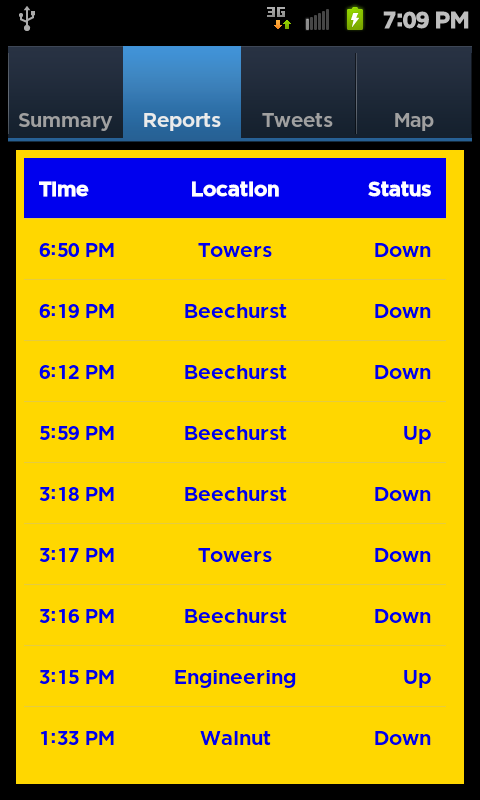 3G 7:09 PM
Summary Reports Tweets Map
Time Location Status
6:50 PM Towers Down
6:19 PM Beechurst Down
6:12 PM Beechurst Down
5:59 PM Beechurst Up
3:18 PM Beechurst Down
3:17 PM Towers Down
3:16 PM Beechurst Down
3:15 PM Engineering Up
1:33 PM Walnut Down